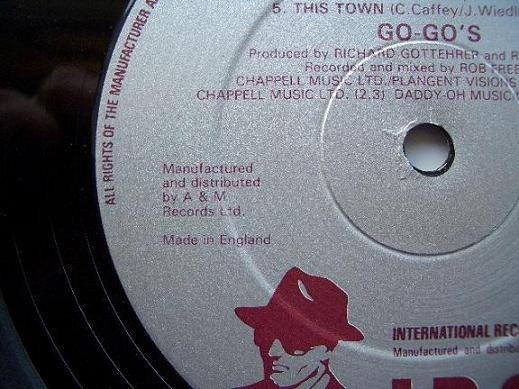 5. THIS TOWN (C. Caffey/J. Wiedl
GO-GO'S
Produced by RICHARD GOTTEHRER and R
Recorded and mixed by ROB FREE
CHAPPELL MUSIC LTD./PLANGENT VISIONS
CHAPPELL MUSIC LTD. (2.3) DADDY-OH MUSIC
ALL RIGHTS OF THE MANUFACTURER A
Manufactured
and distributed
by A & M
Records Ltd.
Made in England
INTERNATIONAL REC
Manufactured and distributed